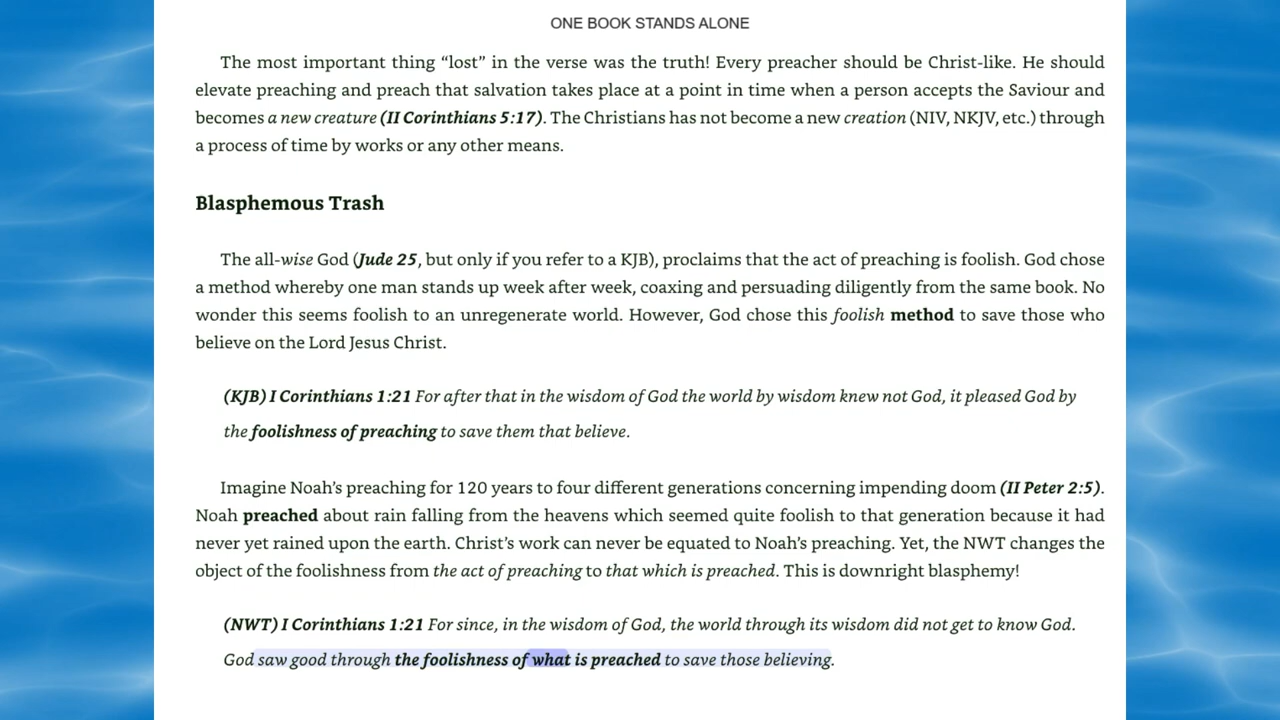 ONE BOOK STANDS ALONE
The most important thing “lost” in the verse was the truth! Every preacher should be Christ-like. He should
elevate preaching and preach that salvation takes place at a point in time when a person accepts the Saviour and
becomes a new creature (II Corinthians 5:17). The Christians has not become a new creation (NIV, NKJV, etc.) through
a process of time by works or any other means.
Blasphemous Trash
The all-wise God (Jude 25, but only if you refer to a KJB), proclaims that the act of preaching is foolish. God chose
a method whereby one man stands up week after week, coaxing and persuading diligently from the same book. No
wonder this seems foolish to an unregenerate world. However, God chose this foolish method to save those who
believe on the Lord Jesus Christ.
(KJB) I Corinthians 1:21 For after that in the wisdom of God the world by wisdom knew not God, it pleased God by
the foolishness of preaching to save them that believe.
Imagine Noah’s preaching for 120 years to four different generations concerning impending doom (II Peter 2:5).
Noah preached about rain falling from the heavens which seemed quite foolish to that generation because it had
never yet rained upon the earth. Christ’s work can never be equated to Noah’s preaching. Yet, the NWT changes the
object of the foolishness from the act of preaching to that which is preached. This is downright blasphemy!
(NWT) I Corinthians 1:21 For since, in the wisdom of God, the world through its wisdom did not get to know God.
God saw good through the foolishness of what is preached to save those believing.